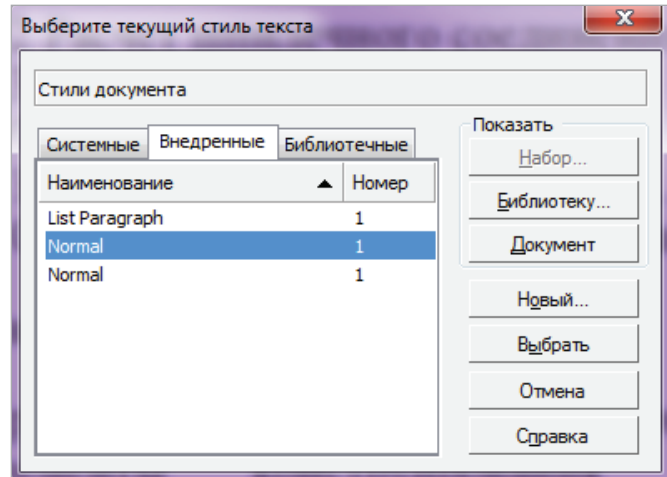 Выберите текущий стиль текста
Стили документа
Системные Внедренные Библиотечные
Наименование Номер
List Paragraph 1
Normal 1
Normal 1
Показать
Набор...
Библиотеку...
Документ
Новый...
Выбрать
Отмена
Справка